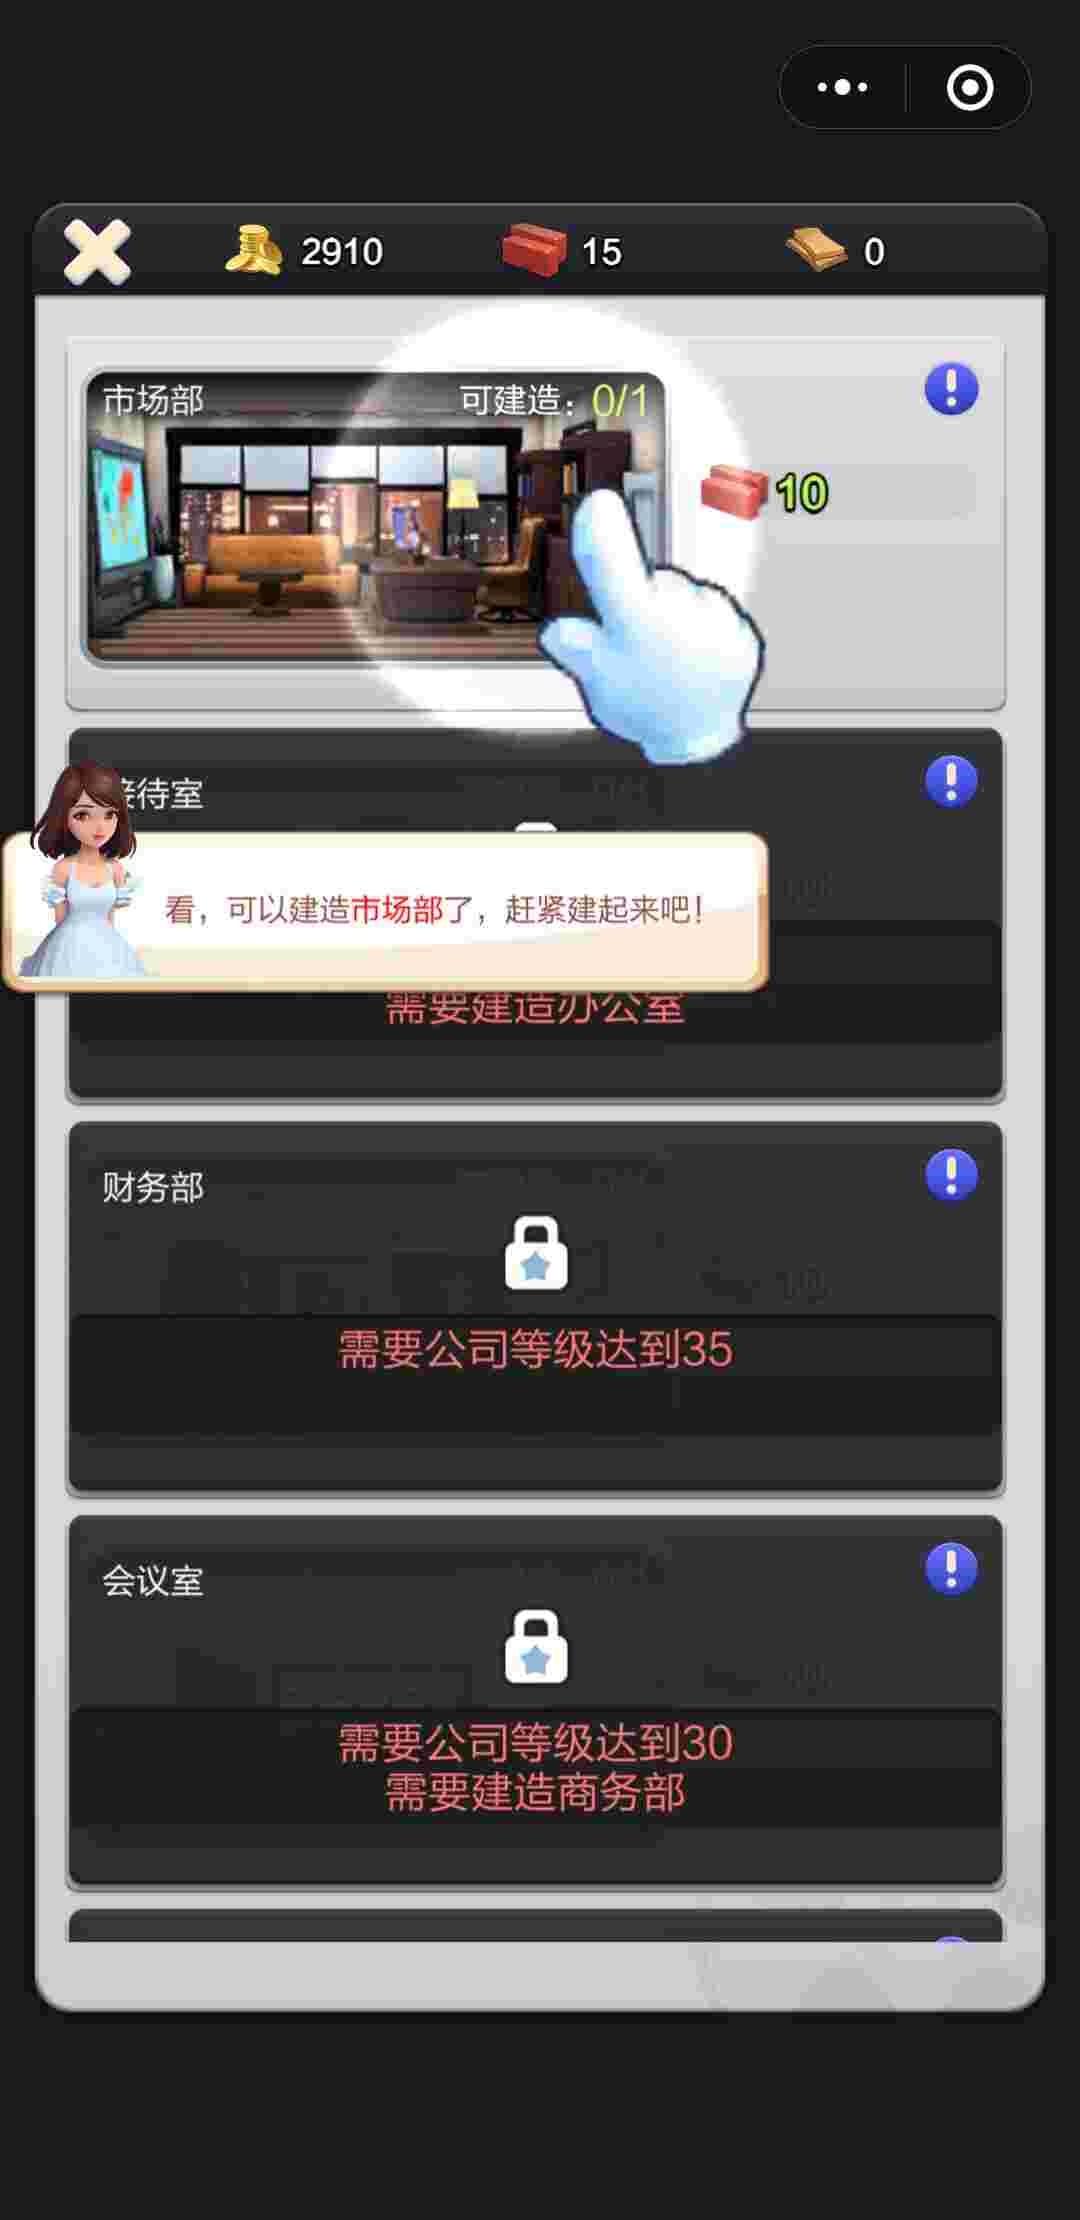 2910
15
0
市场部
可建造：0/1
10
接待室
看，可以建造市场部了，赶紧建起来吧！
需要建造办公室
财务部
需要公司等级达到35
会议室
需要公司等级达到30
需要建造商务部